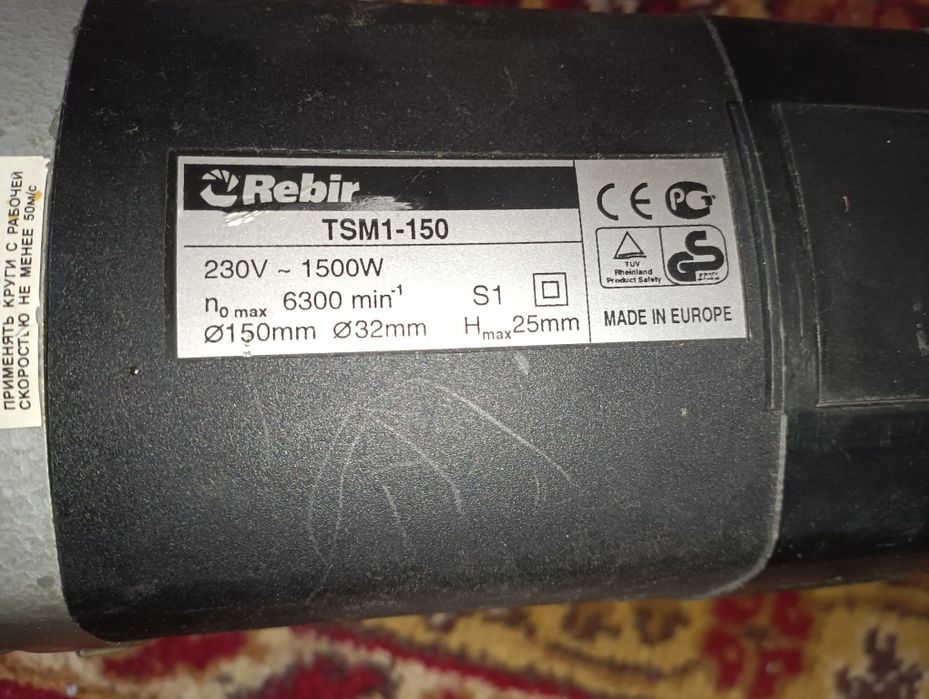 ПРИМЕНЯТЬ КРУГИ С РАБОЧЕЙ
СКОРОСТЬЮ НЕ МЕНЕЕ 50м/с
Rebir
TSM1-150
230V ~ 1500W
n₀ max 6300 min⁻¹ S1
Ø150mm Ø32mm Hmax25mm
CE PCT
TUV
Rheinland
Product Safety
GS
MADE IN EUROPE